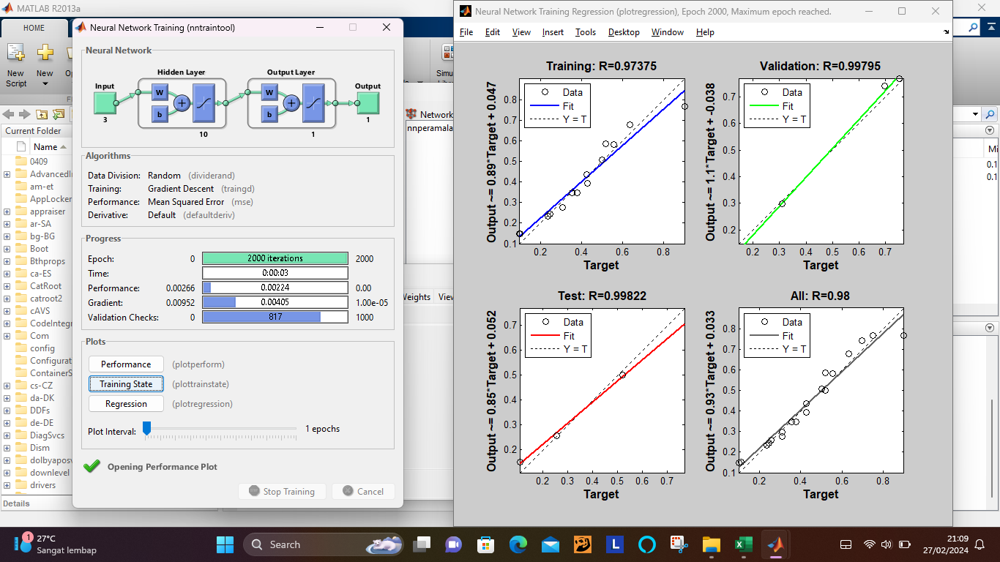 MATLAB R2013a
HOME
New Script
New
FI
Current Folder
Name
0409
AdvancedIn
am-et
AppLocker
appraiser
ar-SA
bg-BG
Boot
Bthprops
ca-ES
CatRoot
catroot2
cAVS
CodeIntegr
Com
config
Configurat
ContainerS
cs-CZ
da-DK
DDFs
de-DE
DiagSvcs
Dism
dolbyaposv
downlevel
drivers
Details
Neural Network Training (nntraintool)
Neural Network
Hidden Layer
Output Layer
Input
Output
W
b
W
b
3
10
1
1
Algorithms
Data Division: Random (dividerand)
Training: Gradient Descent (traingd)
Performance: Mean Squared Error (mse)
Derivative: Default (defaultderiv)
Progress
Epoch: 0 2000 iterations 2000
Time: 0:00:03
Performance: 0.00266 0.00224 0.00
Gradient: 0.00952 0.00405 1.00e-05
Validation Checks: 0 817 1000
Plots
Performance (plotperform)
Training State (plottrainstate)
Regression (plotregression)
Plot Interval: 1 epochs
Opening Performance Plot
Stop Training
Cancel
Simu
Network
nnperamala
Weights
View
Mi
0.1
0.1
Neural Network Training Regression (plotregression), Epoch 2000, Maximum epoch reached.
File Edit View Insert Tools Desktop Window Help
Training: R=0.97375
Output ~= 0.89*Target + 0.047
Data
Fit
Y = T
0.8
0.7
0.6
0.5
0.4
0.3
0.2
0.1
0.2 0.4 0.6 0.8
Target
Validation: R=0.99795
Output ~= 1.1*Target + -0.038
Data
Fit
Y = T
0.7
0.6
0.5
0.4
0.3
0.2
0.2 0.3 0.4 0.5 0.6 0.7
Target
Test: R=0.99822
Output ~= 0.85*Target + 0.052
Data
Fit
Y = T
0.7
0.6
0.5
0.4
0.3
0.2
0.2 0.3 0.4 0.5 0.6 0.7
Target
All: R=0.98
Output ~= 0.93*Target + 0.033
Data
Fit
Y = T
0.8
0.7
0.6
0.5
0.4
0.3
0.2
0.1
0.2 0.4 0.6 0.8
Target
1
27°C
Sangat lembap
Search
L
21:09
27/02/2024